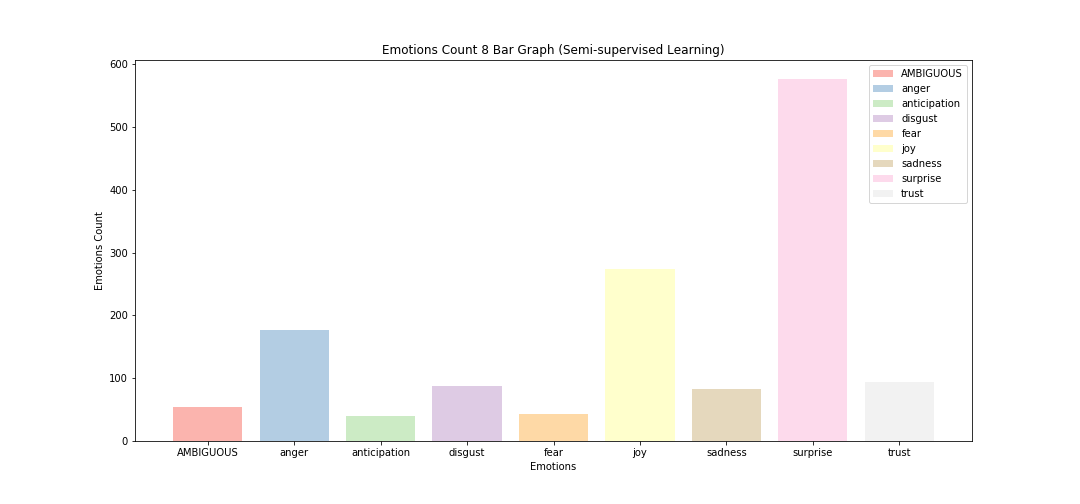 Emotions Count 8 Bar Graph (Semi-supervised Learning)
600
500
400
300
200
100
0
Emotions Count
AMBIGUOUS
anger
anticipation
disgust
fear
joy
sadness
surprise
trust
AMBIGUOUS anger anticipation disgust fear joy sadness surprise trust
Emotions